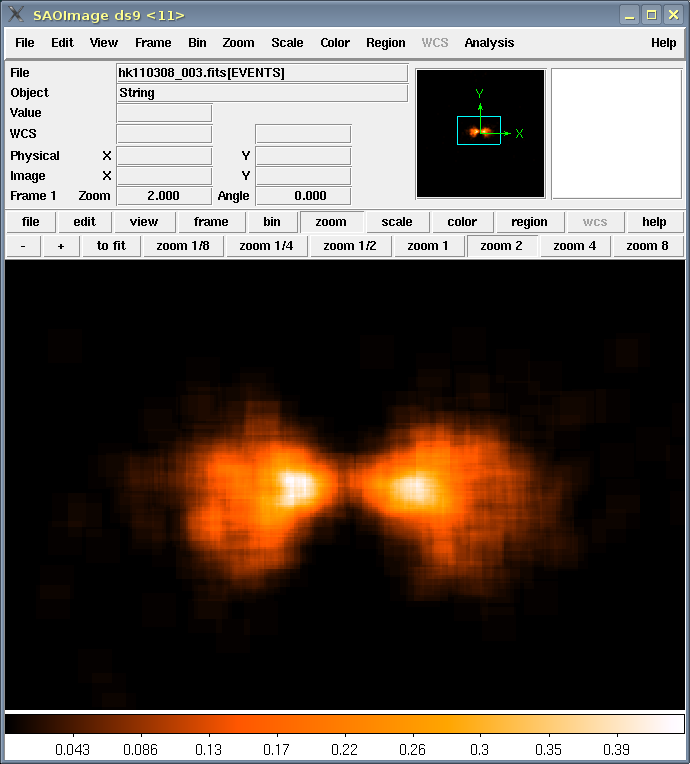 SAOImage ds9 <11>
File Edit View Frame Bin Zoom Scale Color Region WCS Analysis Help
File hk110308_003.fits[EVENTS]
Object String
Value
WCS
Physical X Y
Image X Y
Frame 1 Zoom 2.000 Angle 0.000
Y
X
file edit view frame bin zoom scale color region wcs help
- + to fit zoom 1/8 zoom 1/4 zoom 1/2 zoom 1 zoom 2 zoom 4 zoom 8
0.043 0.086 0.13 0.17 0.22 0.26 0.3 0.35 0.39